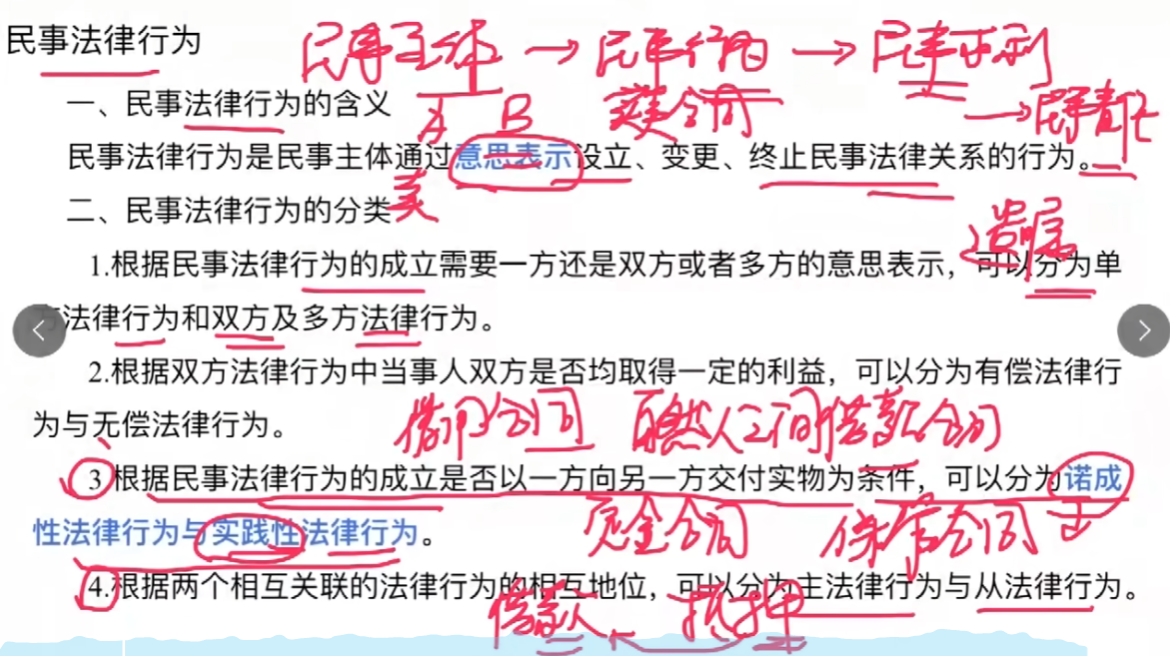 民事法律行为
民事主体 → 民事行为 → 民事权利
一、民事法律行为的含义
A B 买卖合同 → 民事责任
民事法律行为是民事主体通过意思表示设立、变更、终止民事法律关系的行为。
二、民事法律行为的分类
遗嘱
1.根据民事法律行为的成立需要一方还是双方或者多方的意思表示，可以分为单
法律行为和双方及多方法律行为。
2.根据双方法律行为中当事人双方是否均取得一定的利益，可以分为有偿法律行
为与无偿法律行为。
借用合同 自然人之间借款合同
3根据民事法律行为的成立是否以一方向另一方交付实物为条件，可以分为诺成
性法律行为与实践性法律行为。
定金合同 保管合同
4.根据两个相互关联的法律行为的相互地位，可以分为主法律行为与从法律行为。
借款 抵押